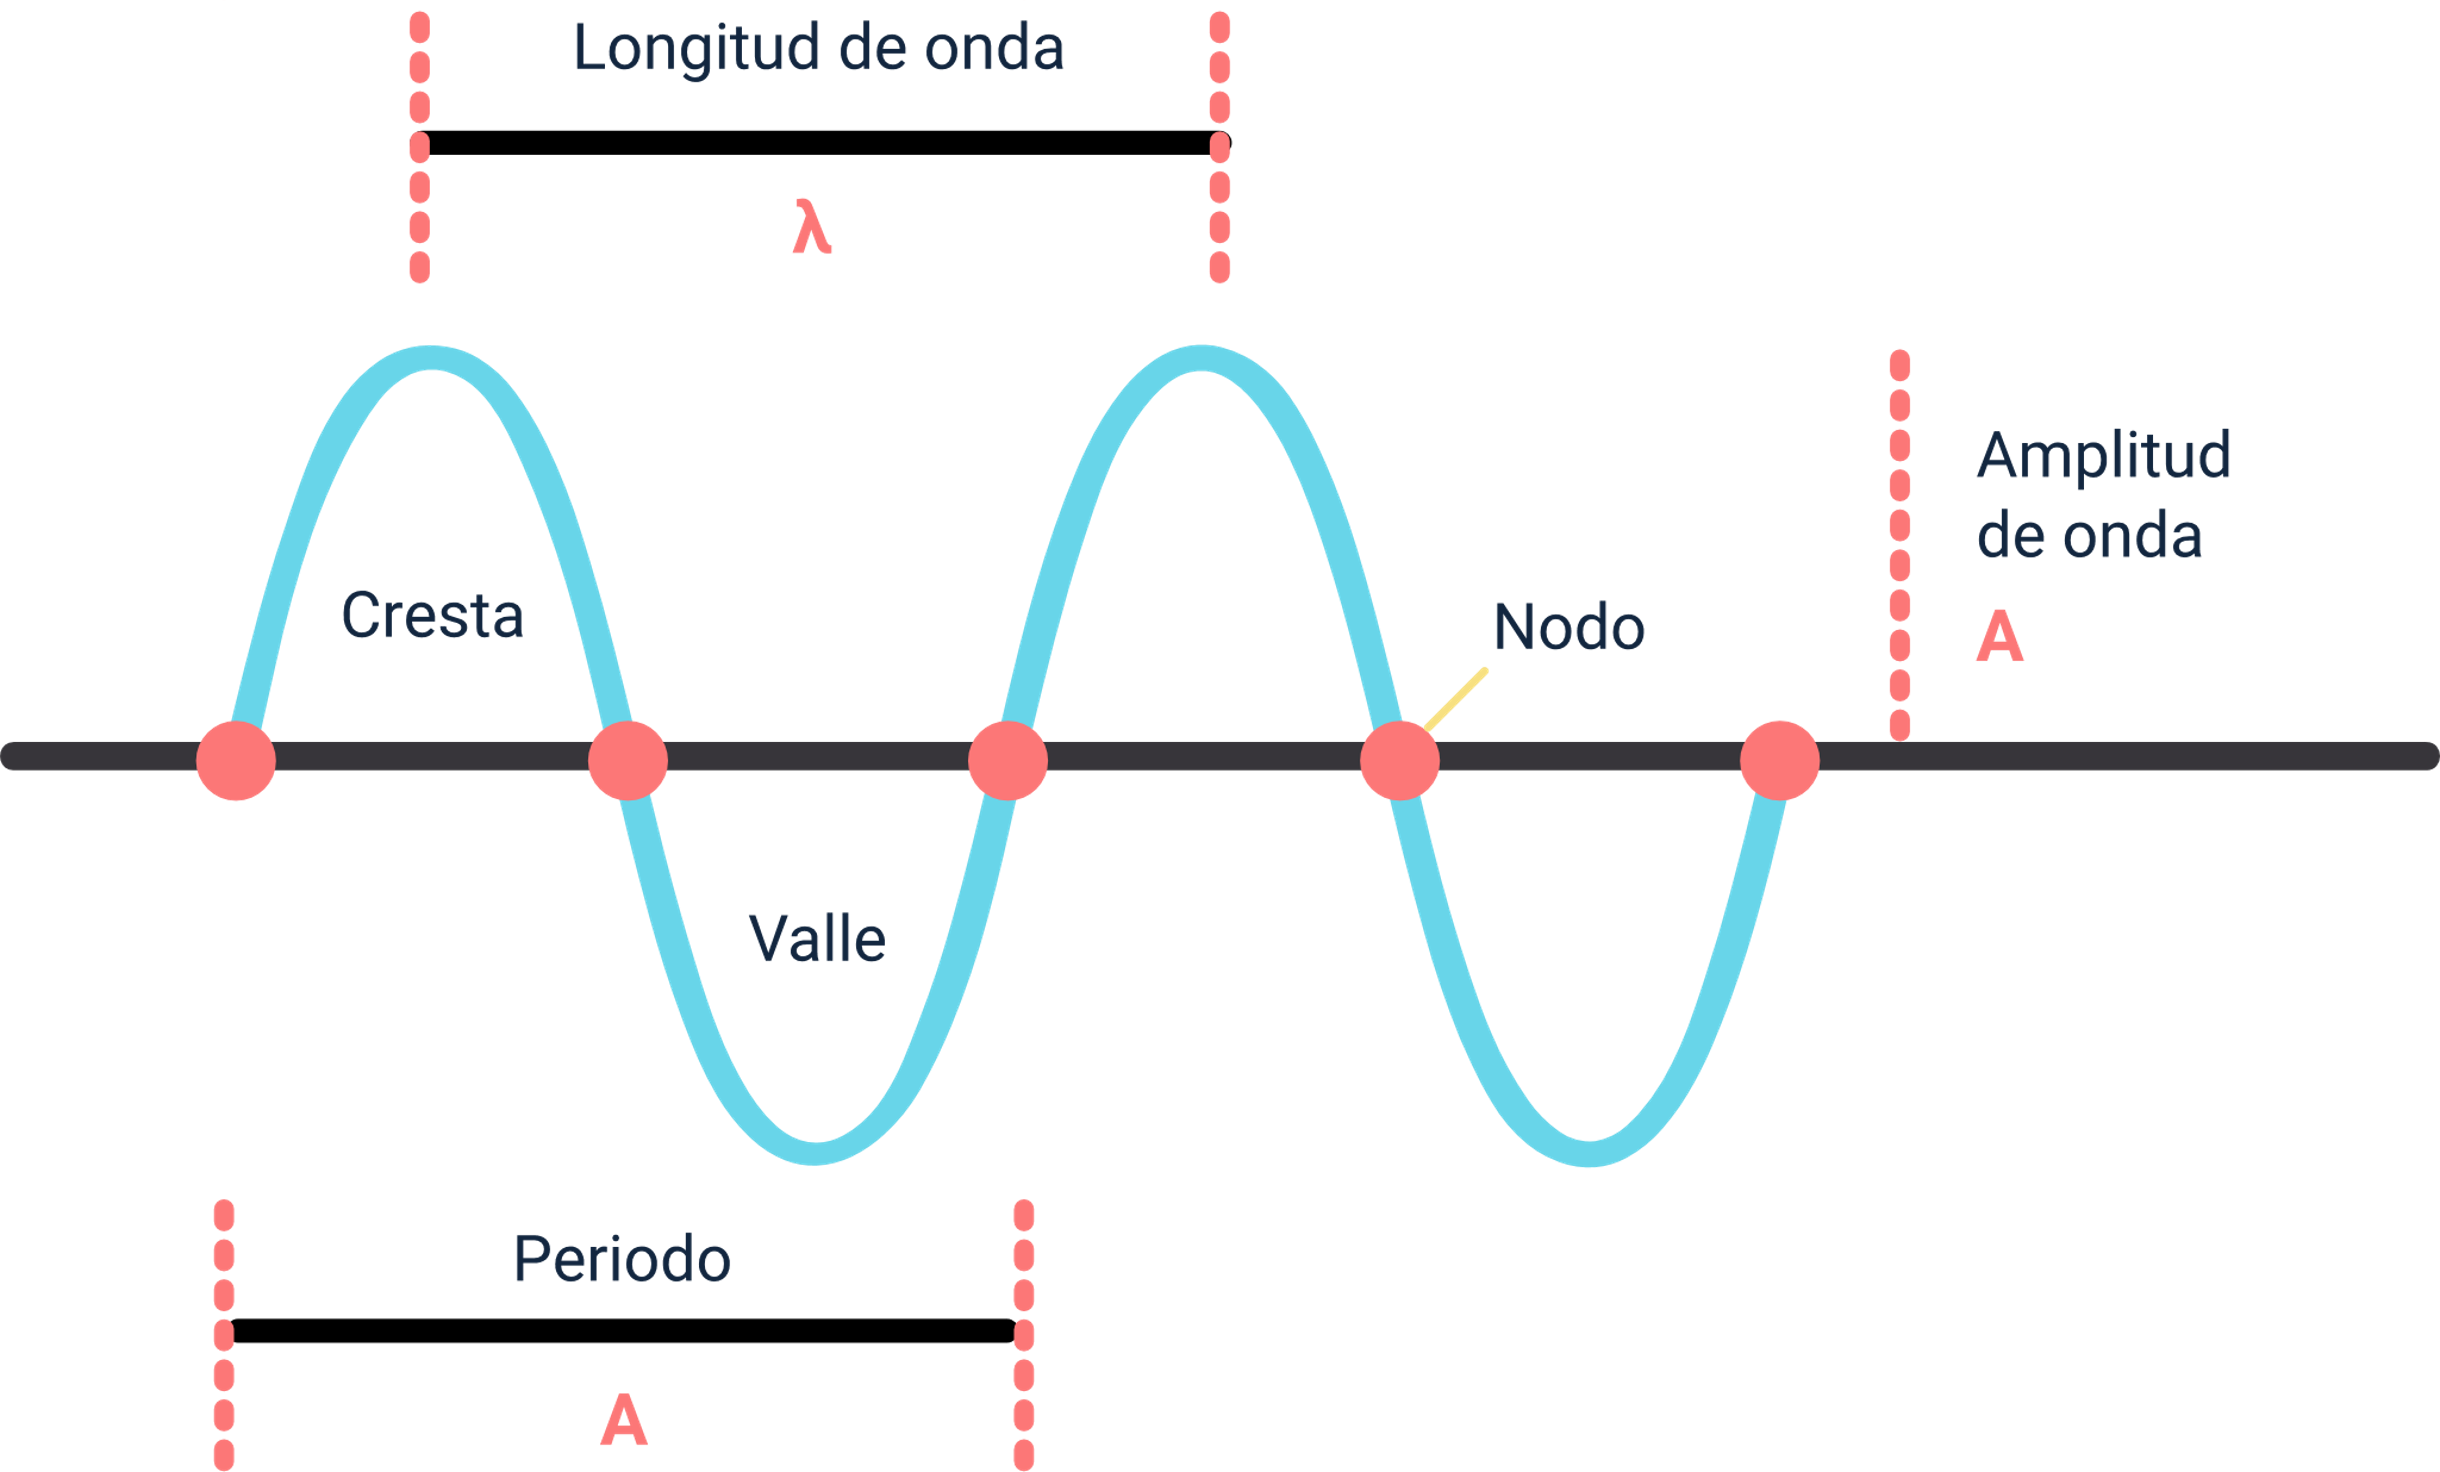 Longitud de onda
λ
Amplitud
de onda
A
Cresta
Nodo
Valle
Periodo
A